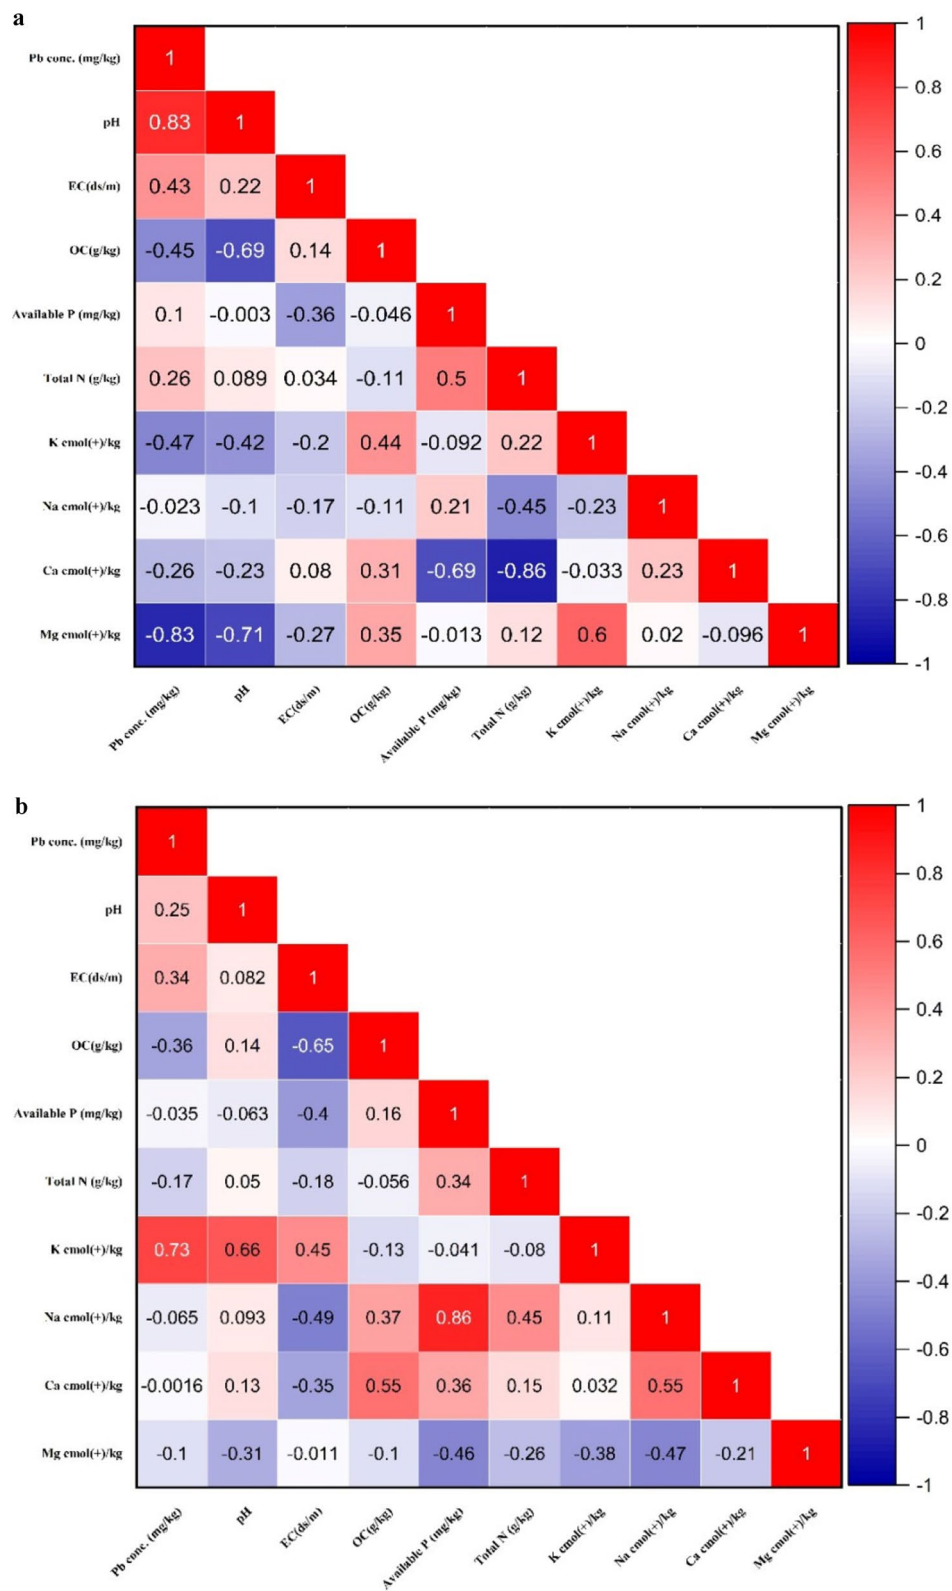 a
Pb conc. (mg/kg) 1
pH 0.83 1
EC(ds/m) 0.43 0.22 1
OC(g/kg) -0.45 -0.69 0.14 1
Available P (mg/kg) 0.1 -0.003 -0.36 -0.046 1
Total N (g/kg) 0.26 0.089 0.034 -0.11 0.5 1
K cmol(+)/kg -0.47 -0.42 -0.2 0.44 -0.092 0.22 1
Na cmol(+)/kg -0.023 -0.1 -0.17 -0.11 0.21 -0.45 -0.23 1
Ca cmol(+)/kg -0.26 -0.23 0.08 0.31 -0.69 -0.86 -0.033 0.23 1
Mg cmol(+)/kg -0.83 -0.71 -0.27 0.35 -0.013 0.12 0.6 0.02 -0.096 1
Pb conc. (mg/kg) pH EC(ds/m) OC(g/kg) Available P (mg/kg) Total N (g/kg) K cmol(+)/kg Na cmol(+)/kg Ca cmol(+)/kg Mg cmol(+)/kg
1
0.8
0.6
0.4
0.2
0
-0.2
-0.4
-0.6
-0.8
-1
b
Pb conc. (mg/kg) 1
pH 0.25 1
EC(ds/m) 0.34 0.082 1
OC(g/kg) -0.36 0.14 -0.65 1
Available P (mg/kg) -0.035 -0.063 -0.4 0.16 1
Total N (g/kg) -0.17 0.05 -0.18 -0.056 0.34 1
K cmol(+)/kg 0.73 0.66 0.45 -0.13 -0.041 -0.08 1
Na cmol(+)/kg -0.065 0.093 -0.49 0.37 0.86 0.45 0.11 1
Ca cmol(+)/kg -0.0016 0.13 -0.35 0.55 0.36 0.15 0.032 0.55 1
Mg cmol(+)/kg -0.1 -0.31 -0.011 -0.1 -0.46 -0.26 -0.38 -0.47 -0.21 1
Pb conc. (mg/kg) pH EC(ds/m) OC(g/kg) Available P (mg/kg) Total N (g/kg) K cmol(+)/kg Na cmol(+)/kg Ca cmol(+)/kg Mg cmol(+)/kg
1
0.8
0.6
0.4
0.2
0
-0.2
-0.4
-0.6
-0.8
-1